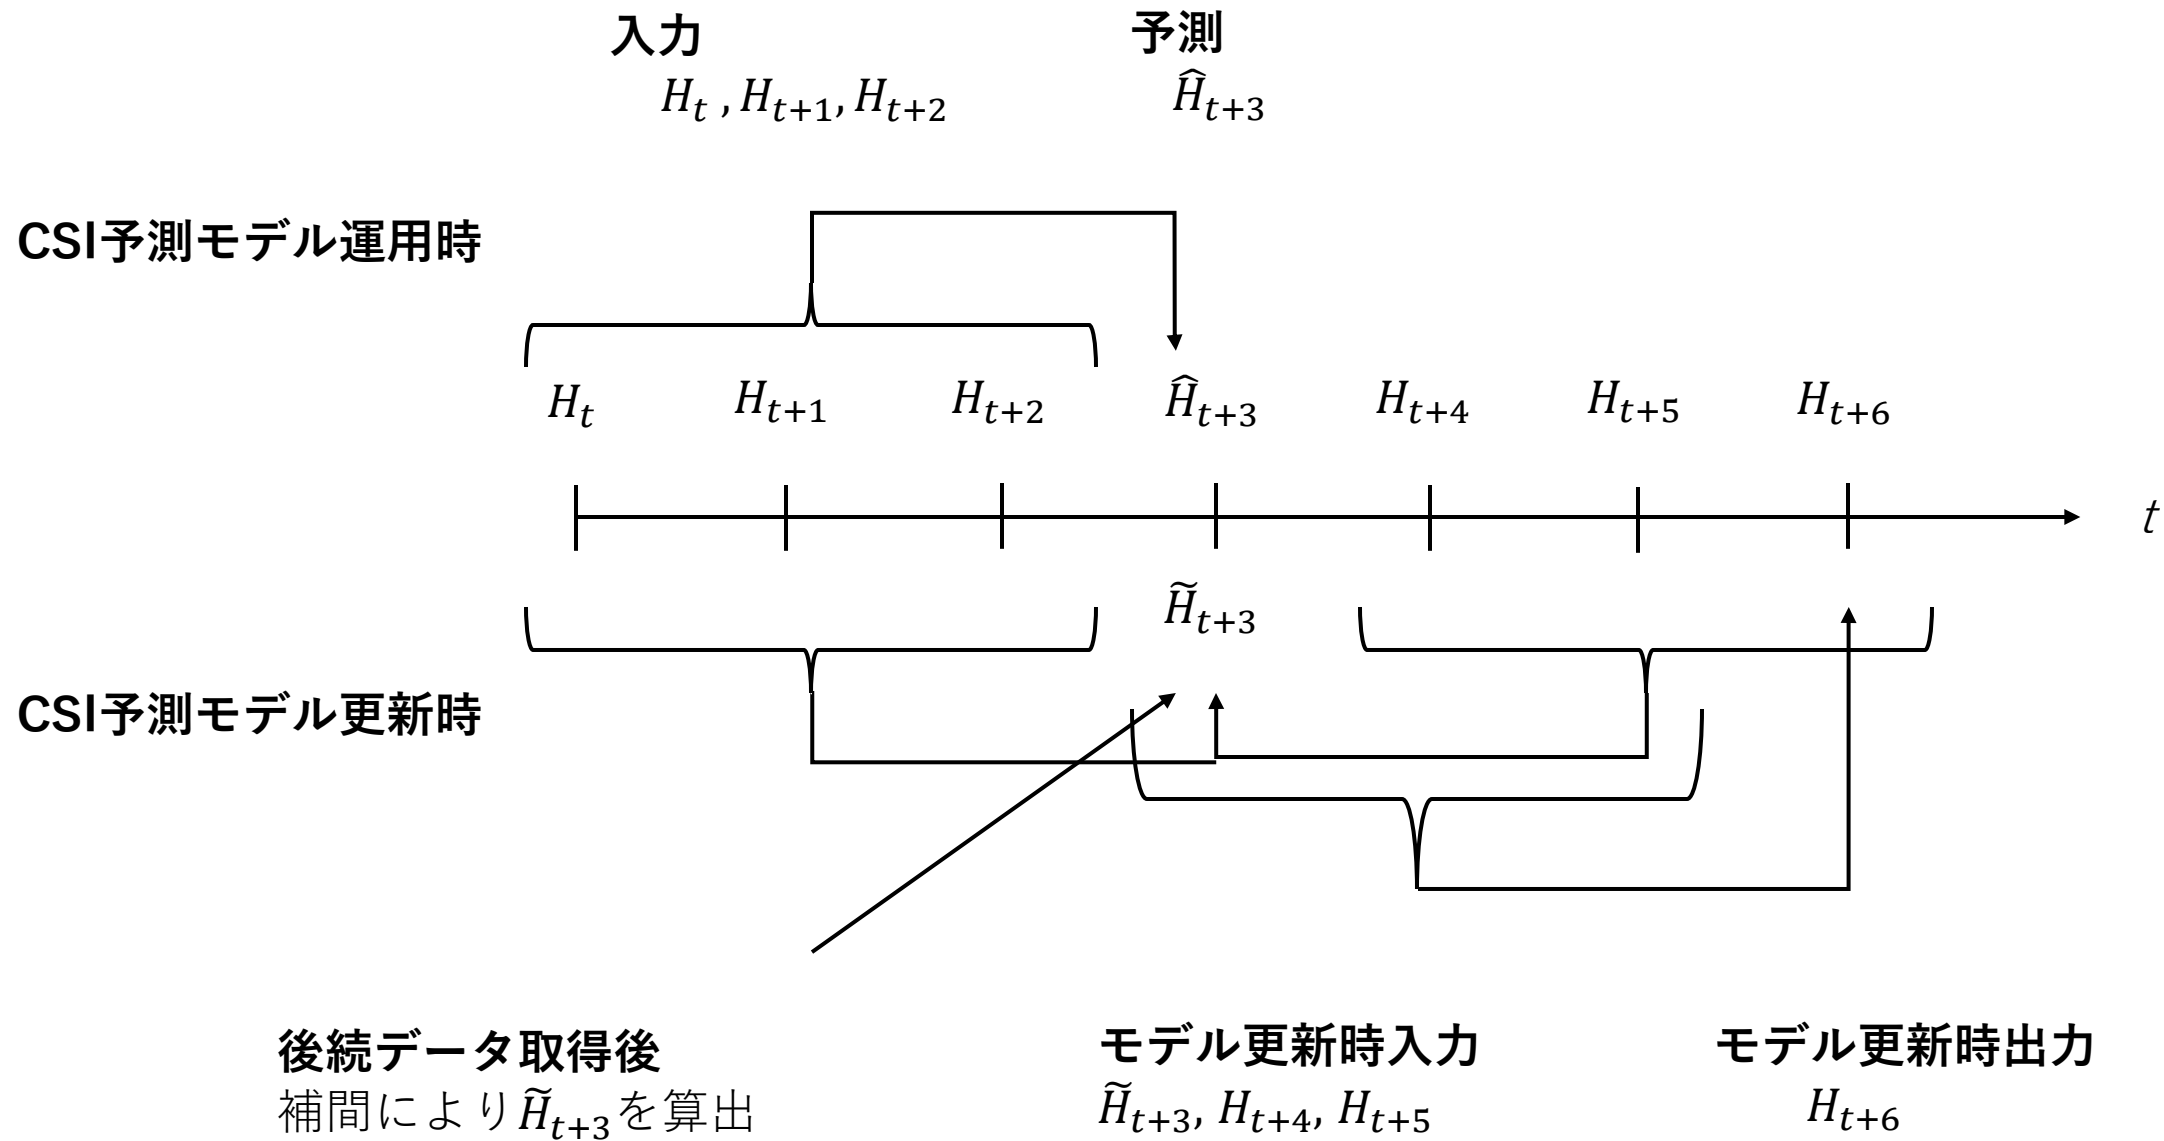 入力
H_t , H_{t+1}, H_{t+2}
予測
Ĥ_{t+3}
CSI予測モデル運用時
H_t H_{t+1} H_{t+2} Ĥ_{t+3} H_{t+4} H_{t+5} H_{t+6}
t
H̃_{t+3}
CSI予測モデル更新時
後続データ取得後
補間によりH̃_{t+3}を算出
モデル更新時入力
H̃_{t+3}, H_{t+4}, H_{t+5}
モデル更新時出力
H_{t+6}